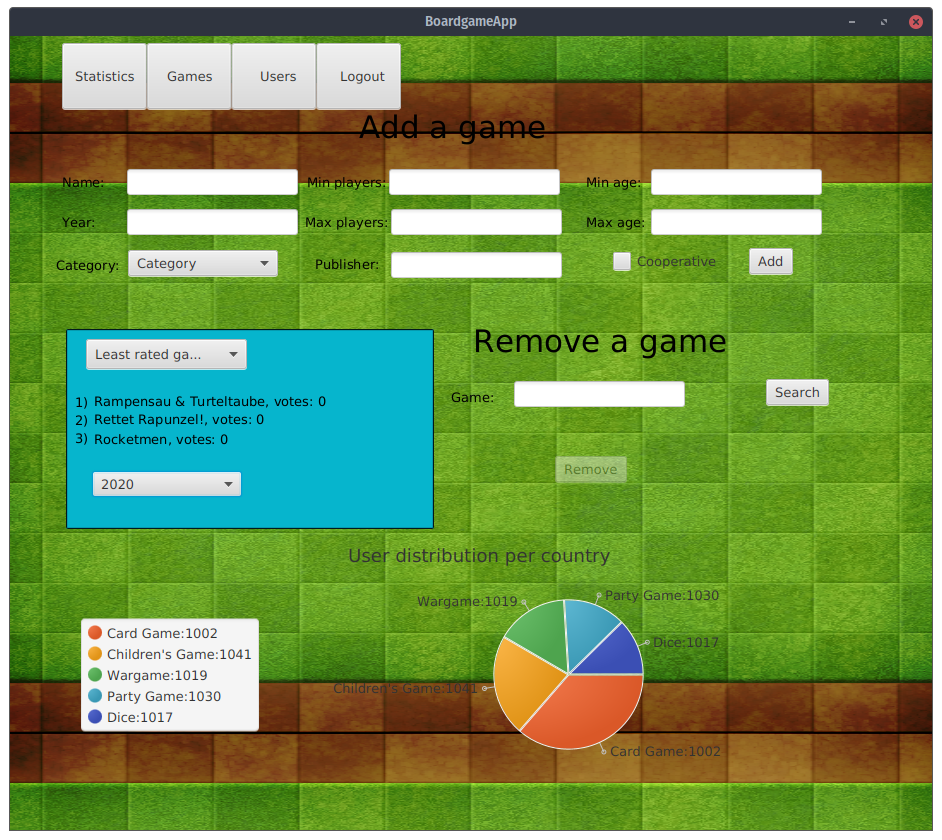 BoardgameApp
Statistics Games Users Logout
Add a game
Name: Min players: Min age:
Year: Max players: Max age:
Category: Category Publisher: Cooperative Add
Remove a game
Least rated ga...
Game: Search
1) Rampensau & Turteltaube, votes: 0
2) Rettet Rapunzel!, votes: 0
3) Rocketmen, votes: 0
Remove
2020
User distribution per country
Wargame:1019 Party Game:1030
Dice:1017
Children's Game:1041
Card Game:1002
Card Game:1002
Children's Game:1041
Wargame:1019
Party Game:1030
Dice:1017